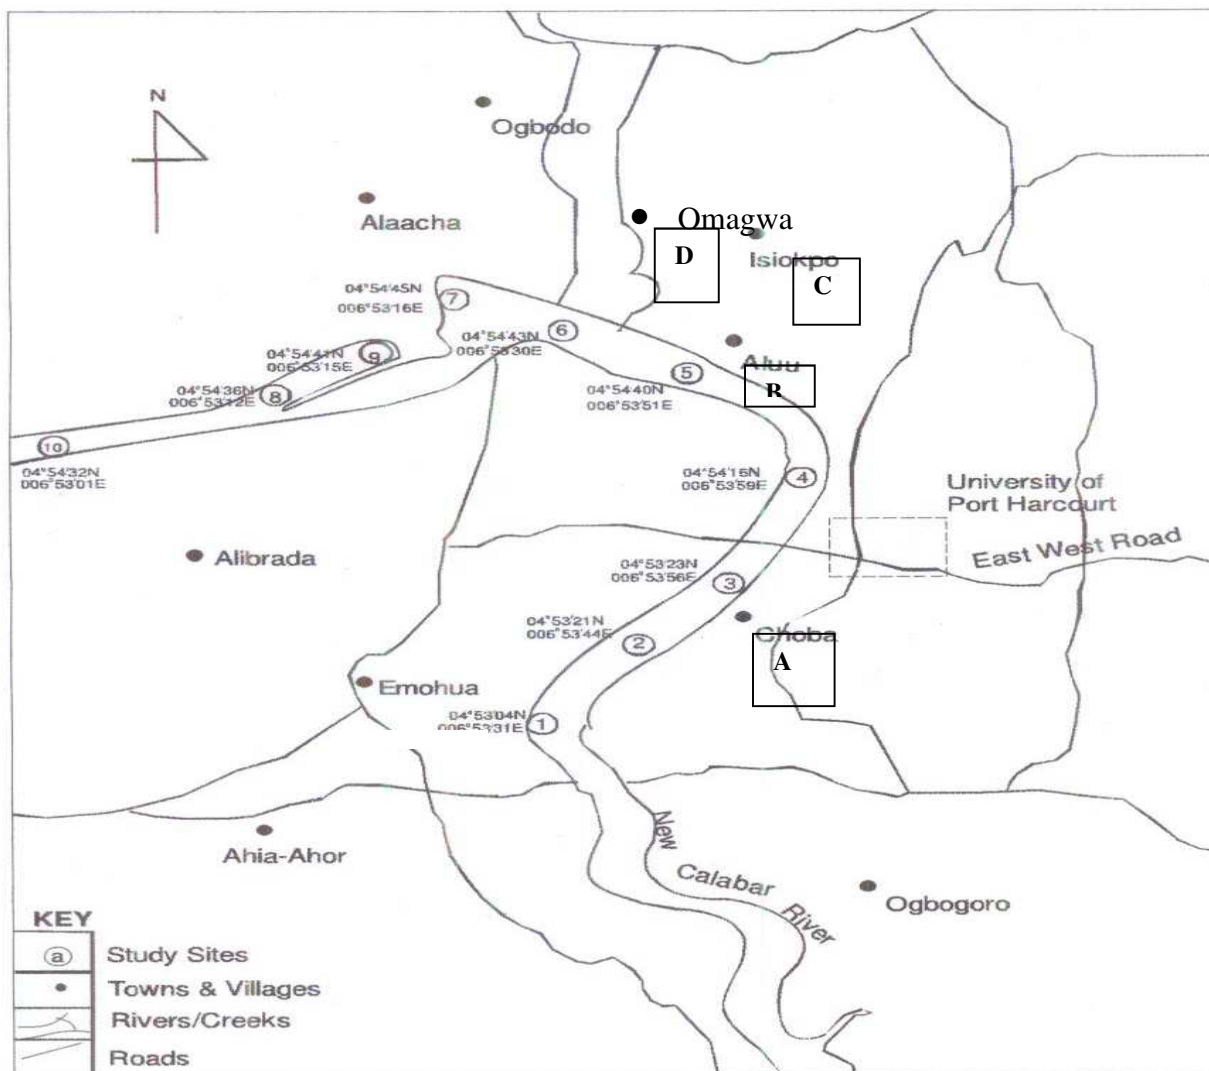 N
Ogbodo
Alaacha
Omagwa
D
Isiokpo
C
04°54'45N
006°53'16E
7
04°54'43N
006°53'30E
6
04°54'41N
006°53'15E
9
Aluu
B
5
04°54'40N
006°53'51E
04°54'36N
006°53'12E
8
10
04°54'32N
006°53'01E
04°54'16N
006°53'59E
4
University of
Port Harcourt
East West Road
Alibrada
04°53'23N
006°53'56E
3
04°53'21N
006°53'44E
2
Choba
A
Emohua
04°53'04N
006°53'31E
1
New
Calabar
River
Ahia-Ahor
Ogbogoro
KEY
a
Study Sites
Towns & Villages
Rivers/Creeks
Roads